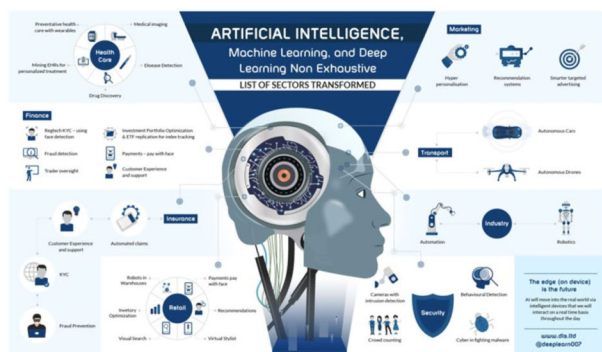 ARTIFICIAL INTELLIGENCE,
Machine Learning, and Deep
Learning Non Exhaustive
LIST OF SECTORS TRANSFORMED
Preventative health
care with wearables
Medical imaging
Health
Care
Mining EHRs for
personalized treatment
Disease Detection
Drug Discovery
Marketing
Hyper
personalisation
Recommendation
systems
Smarter targeted
advertising
Finance
Regtech KYC – using
face detection
Investment Portfolio Optimization
& ETF replication for index tracking
Fraud detection
Payments – pay with face
Trader oversight
Customer Experience
and support
Transport
Autonomous Cars
Autonomous Drones
Insurance
Customer Experience
and support
Automated claims
KYC
Fraud Prevention
Industry
Automation
Robotics
Robots in
Warehouses
Payments pay
with face
Inventory
Optimization
Retail
Recommendations
Visual Search
Virtual Stylist
Cameras with
intrusion detection
Behavioural Detection
Security
Crowd counting
Cyber in fighting malware
The edge (on device)
is the future
AI will move into the real world via
intelligent devices that we will
interact on a real time basis
throughout the day
www.dls.ltd
@deeplearn007